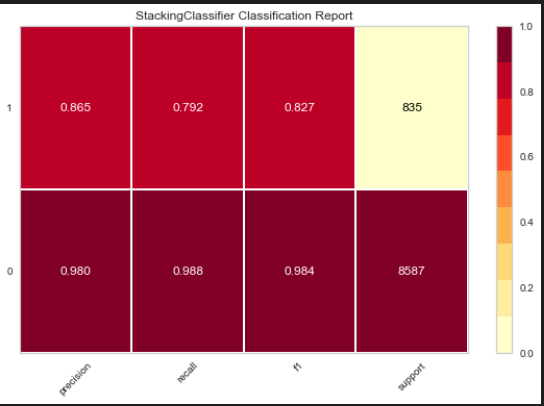 StackingClassifier Classification Report
1 0.865 0.792 0.827 835
0 0.980 0.988 0.984 8587
precision recall f1 support
1.0
0.8
0.6
0.4
0.2
0.0